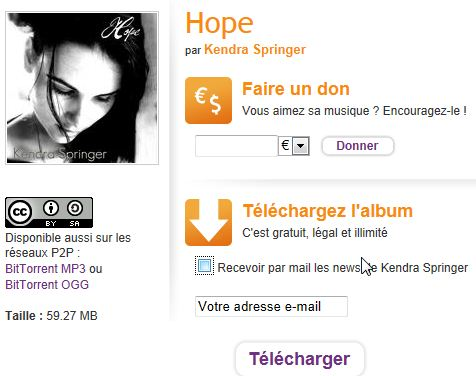 Hope
Kendra Springer
cc
BY SA
Disponible aussi sur les
réseaux P2P :
BitTorrent MP3 ou
BitTorrent OGG
Taille : 59.27 MB
Hope
par Kendra Springer
€$
Faire un don
Vous aimez sa musique ? Encouragez-le !
€
Donner
Téléchargez l'album
C'est gratuit, légal et illimité
Recevoir par mail les news de Kendra Springer
Votre adresse e-mail
Télécharger